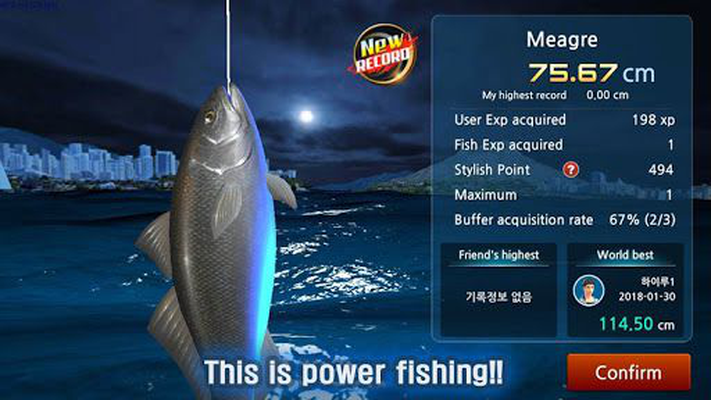 New
RECORD
Meagre
75.67 cm
My highest record 0.00 cm
User Exp acquired 198 xp
Fish Exp acquired 1
Stylish Point ? 494
Maximum 1
Buffer acquisition rate 67% (2/3)
Friend's highest
기록정보 없음
World best
하이루1
2018-01-30
114.50 cm
This is power fishing!!
Confirm